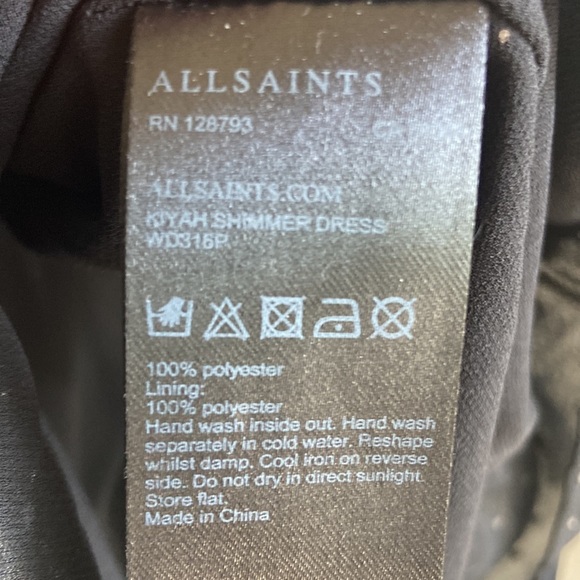 ALLSAINTS
RN 128793
ALLSAINTS.COM
KIYAH SHIMMER DRESS
WD316P
100% polyester
Lining:
100% polyester
Hand wash inside out. Hand wash
separately in cold water. Reshape
whilst damp. Cool iron on reverse
side. Do not dry in direct sunlight.
Store flat.
Made in China